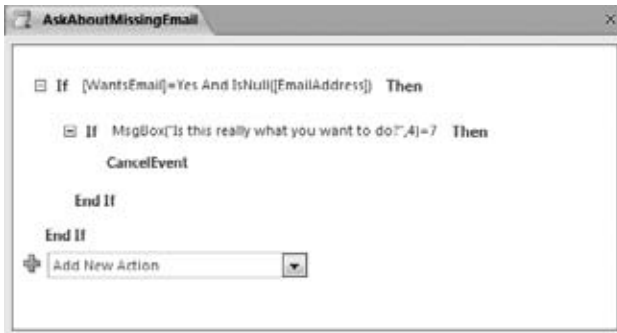 AskAboutMissingEmail
If [WantsEmail]=Yes And IsNull([EmailAddress]) Then
If MsgBox("Is this really what you want to do?",4)=7 Then
CancelEvent
End If
End If
Add New Action